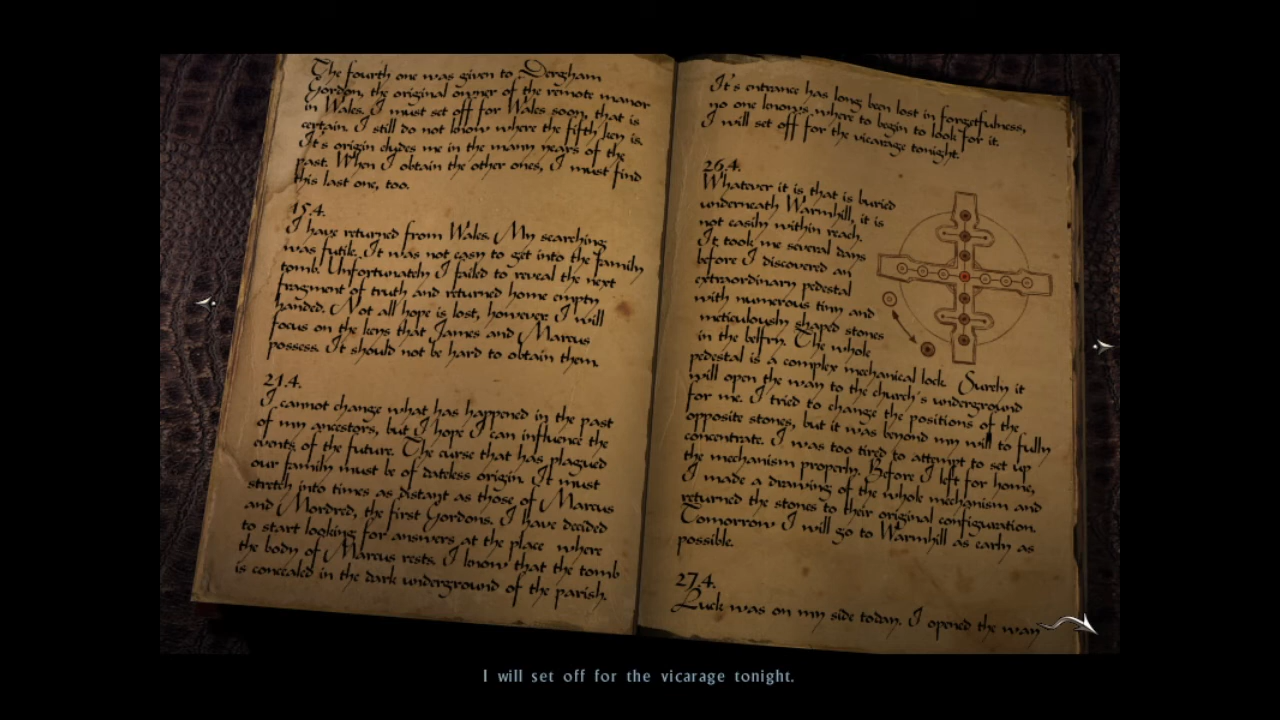 The fourth one was given to Dergham
Gordon, the original owner of the remote manor
in Wales. I must set off for Wales soon, that is
certain. I still do not know where the fifth key is.
It's origin eludes me in the many years of the
past. When I obtain the other ones, I must find
this last one, too.
15.4.
I have returned from Wales. My searching
was futile. It was not easy to get into the family
tomb. Unfortunately I failed to reveal the next
fragment of truth and returned home empty
handed. Not all hope is lost, however. I will
focus on the keys that James and Marcus
possess. It should not be hard to obtain them.
21.4.
I cannot change what has happened in the past
of my ancestors, but I hope I can influence the
events of the future. The curse that has plagued
our family must be of dateless origin. It must
stretch into times as distant as those of Marcus
and Mordred, the first Gordons. I have decided
to start looking for answers at the place where
the body of Marcus rests. I know that the tomb
is concealed in the dark underground of the parish.
It's entrance has long been lost in forgetfulness,
no one knows where to begin to look for it.
I will set off for the vicarage tonight.
26.4.
Whatever it is, that is buried
underneath Warmhill, it is
not easily within reach.
It took me several days
before I discovered an
extraordinary pedestal
with numerous tiny and
meticulously shaped stones
in the belfry. The whole
pedestal is a complex mechanical lock. Surely it
will open the way to the church's underground
for me. I tried to change the positions of the
opposite stones, but it was beyond my will to fully
concentrate. I was too tired to attempt to set up
the mechanism properly. Before I left for home,
I made a drawing of the whole mechanism and
returned the stones to their original configuration.
Tomorrow I will go to Warmhill as early as
possible.
27.4.
Luck was on my side today. I opened the way
I will set off for the vicarage tonight.